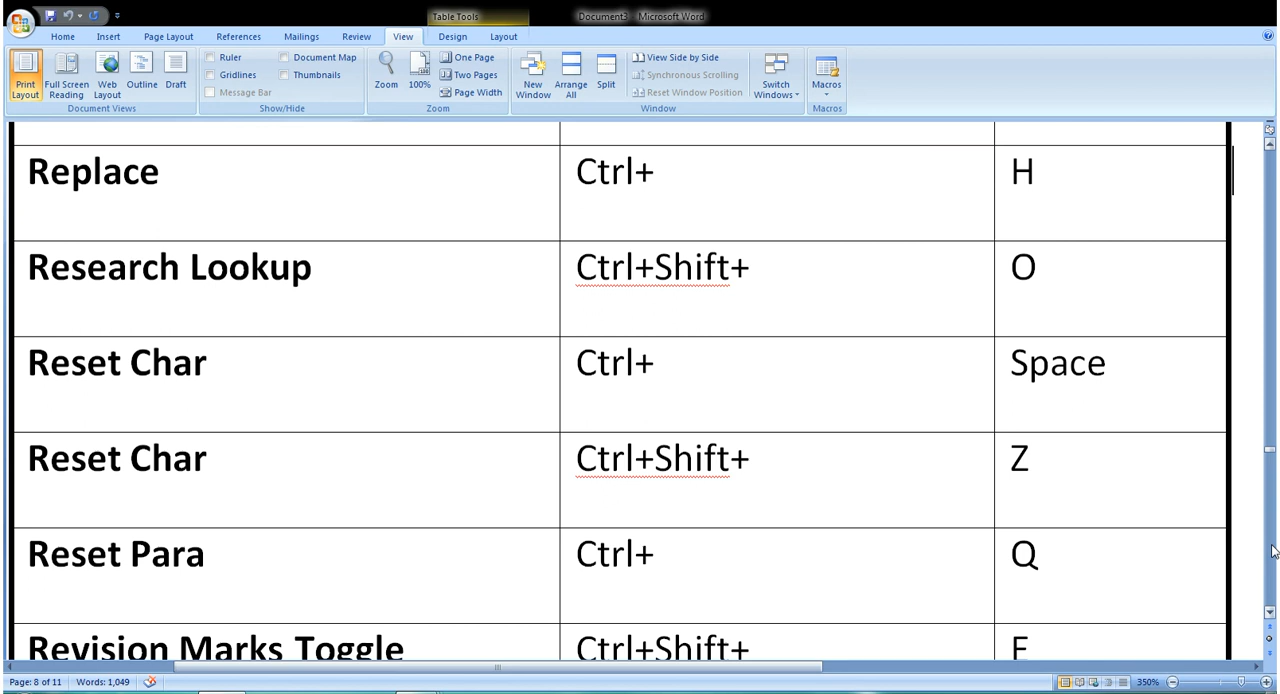 Table Tools Document3 - Microsoft Word
Home Insert Page Layout References Mailings Review View Design Layout
Print Layout Full Screen Reading Web Layout Outline Draft
Document Views
Ruler Document Map
Gridlines Thumbnails
Message Bar
Show/Hide
Zoom 100% One Page
Two Pages
Page Width
Zoom
New Window Arrange All Split
View Side by Side
Synchronous Scrolling
Reset Window Position
Switch Windows
Window
Macros
Macros
Replace Ctrl+ H
Research Lookup Ctrl+Shift+ O
Reset Char Ctrl+ Space
Reset Char Ctrl+Shift+ Z
Reset Para Ctrl+ Q
Revision Marks Toggle Ctrl+Shift+ E
Page: 8 of 11 Words: 1,049 350%